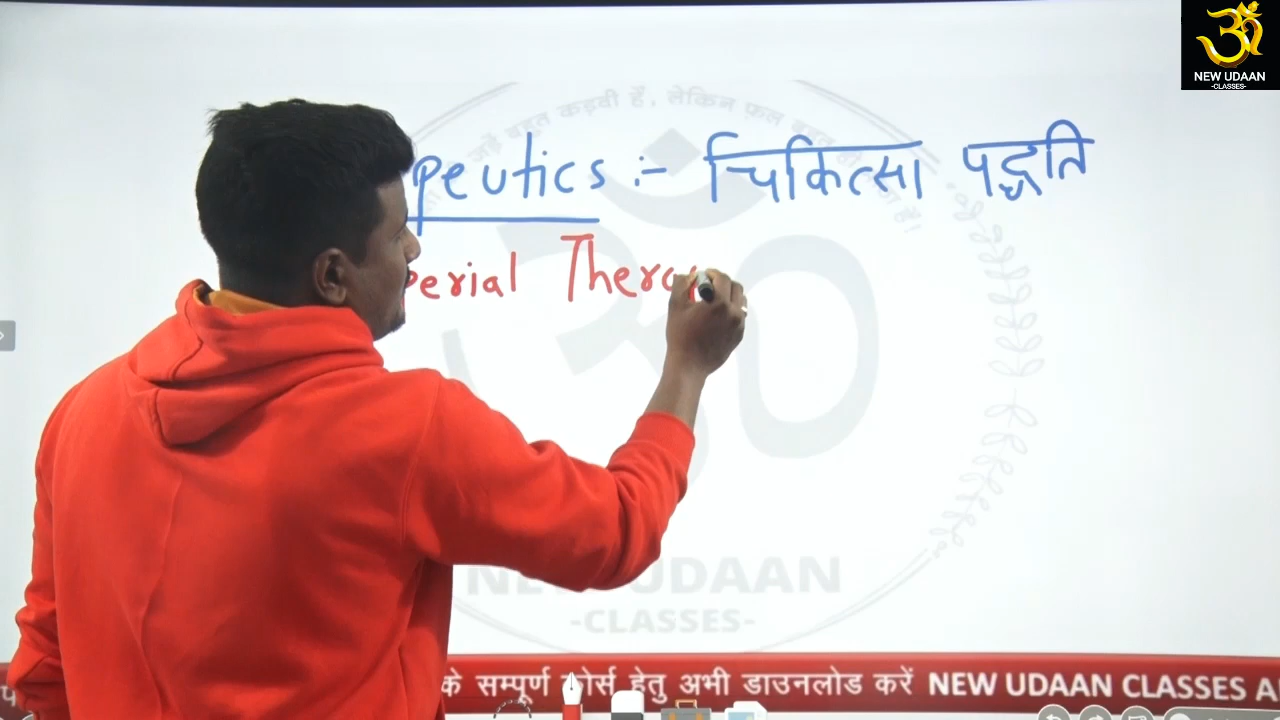 NEW UDAAN
-CLASSES-
peutics :- चिकित्सा पद्धति
perial Thera
NEW UDAAN
-CLASSES-
के सम्पूर्ण कोर्स हेतु अभी डाउनलोड करें NEW UDAAN CLASSES